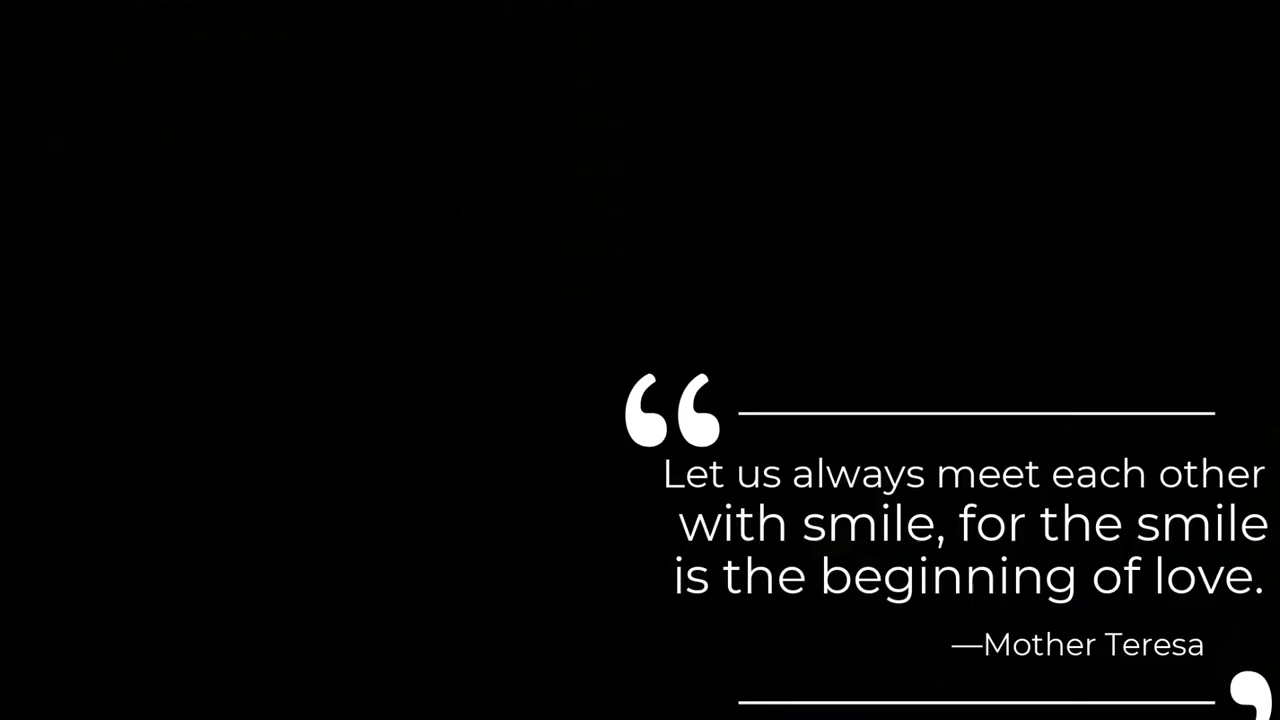 “
Let us always meet each other
with smile, for the smile
is the beginning of love.
—Mother Teresa